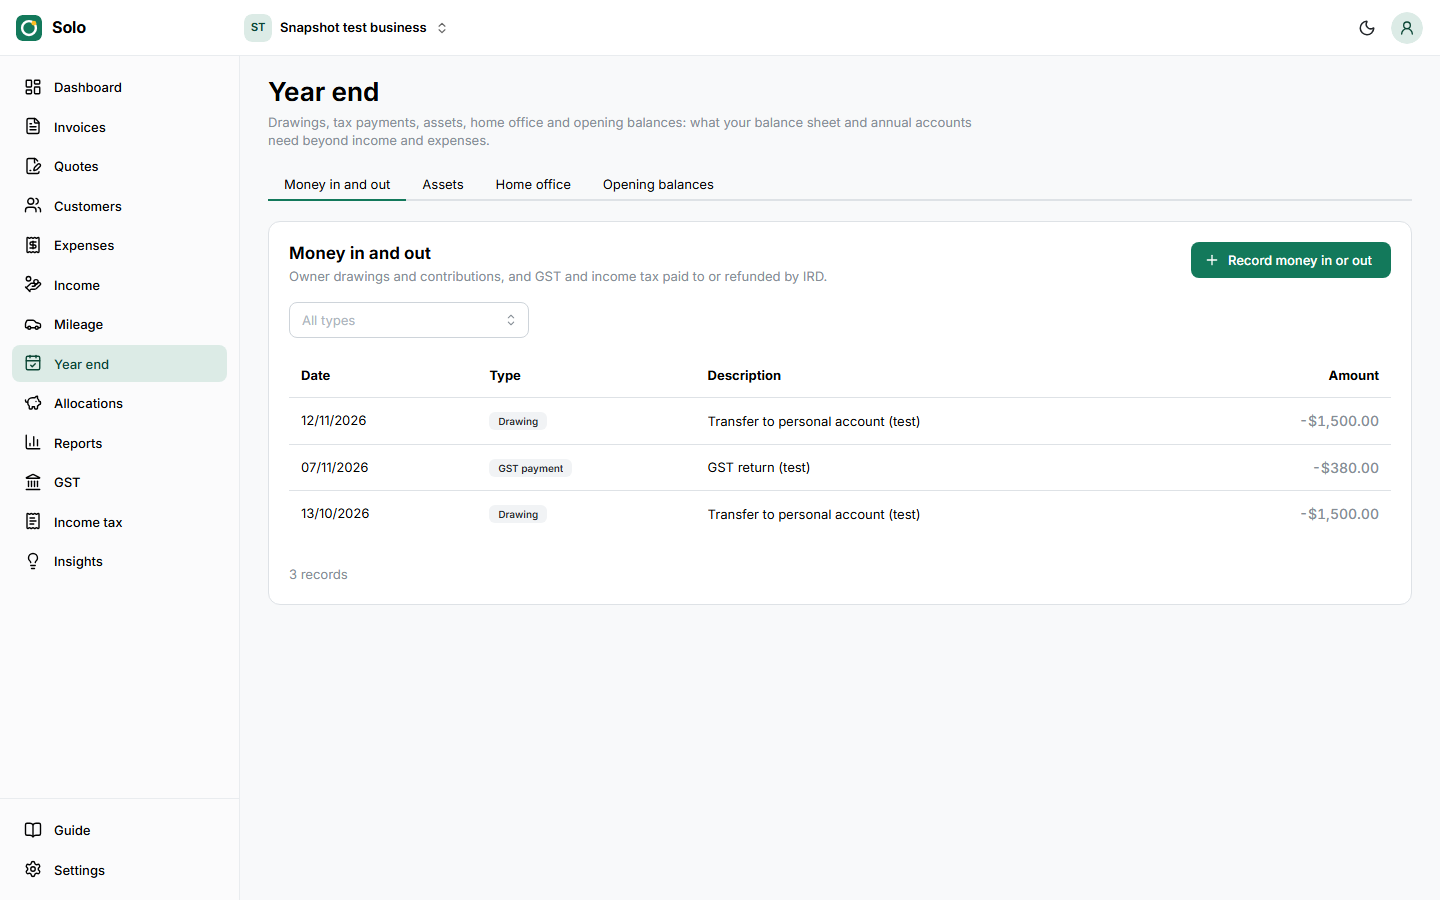 Solo
ST Snapshot test business
Dashboard
Invoices
Quotes
Customers
Expenses
Income
Mileage
Year end
Allocations
Reports
GST
Income tax
Insights
Guide
Settings
Year end
Drawings, tax payments, assets, home office and opening balances: what your balance sheet and annual accounts
need beyond income and expenses.
Money in and out Assets Home office Opening balances
Money in and out
Owner drawings and contributions, and GST and income tax paid to or refunded by IRD.
+ Record money in or out
All types
Date Type Description Amount
12/11/2026 Drawing Transfer to personal account (test) -$1,500.00
07/11/2026 GST payment GST return (test) -$380.00
13/10/2026 Drawing Transfer to personal account (test) -$1,500.00
3 records